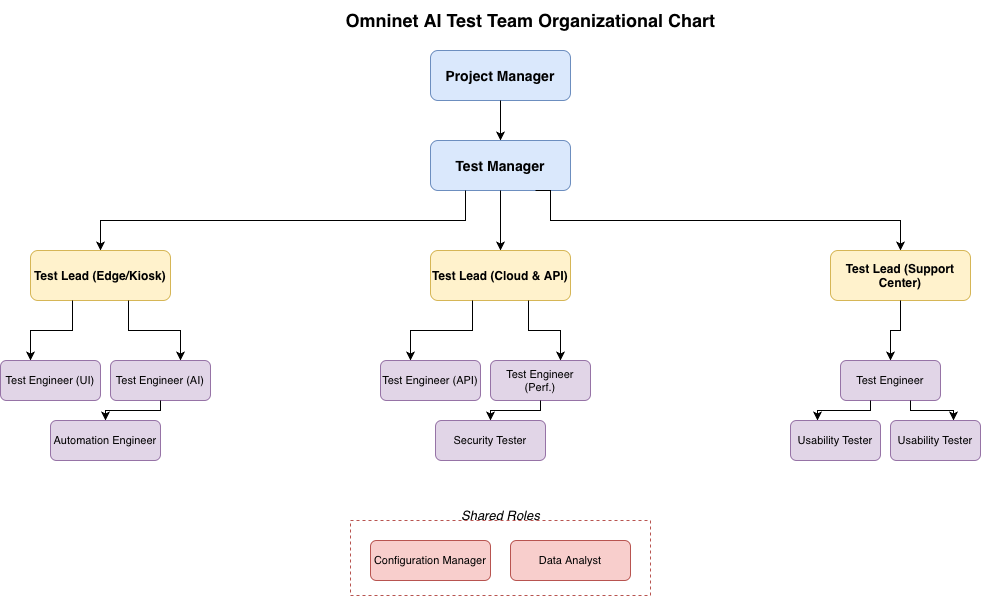 Omninet AI Test Team Organizational Chart
Project Manager
Test Manager
Test Lead (Edge/Kiosk)
Test Lead (Cloud & API)
Test Lead (Support
Center)
Test Engineer (UI)
Test Engineer (AI)
Test Engineer (API)
Test Engineer
(Perf.)
Test Engineer
Automation Engineer
Security Tester
Usability Tester
Usability Tester
Shared Roles
Configuration Manager
Data Analyst